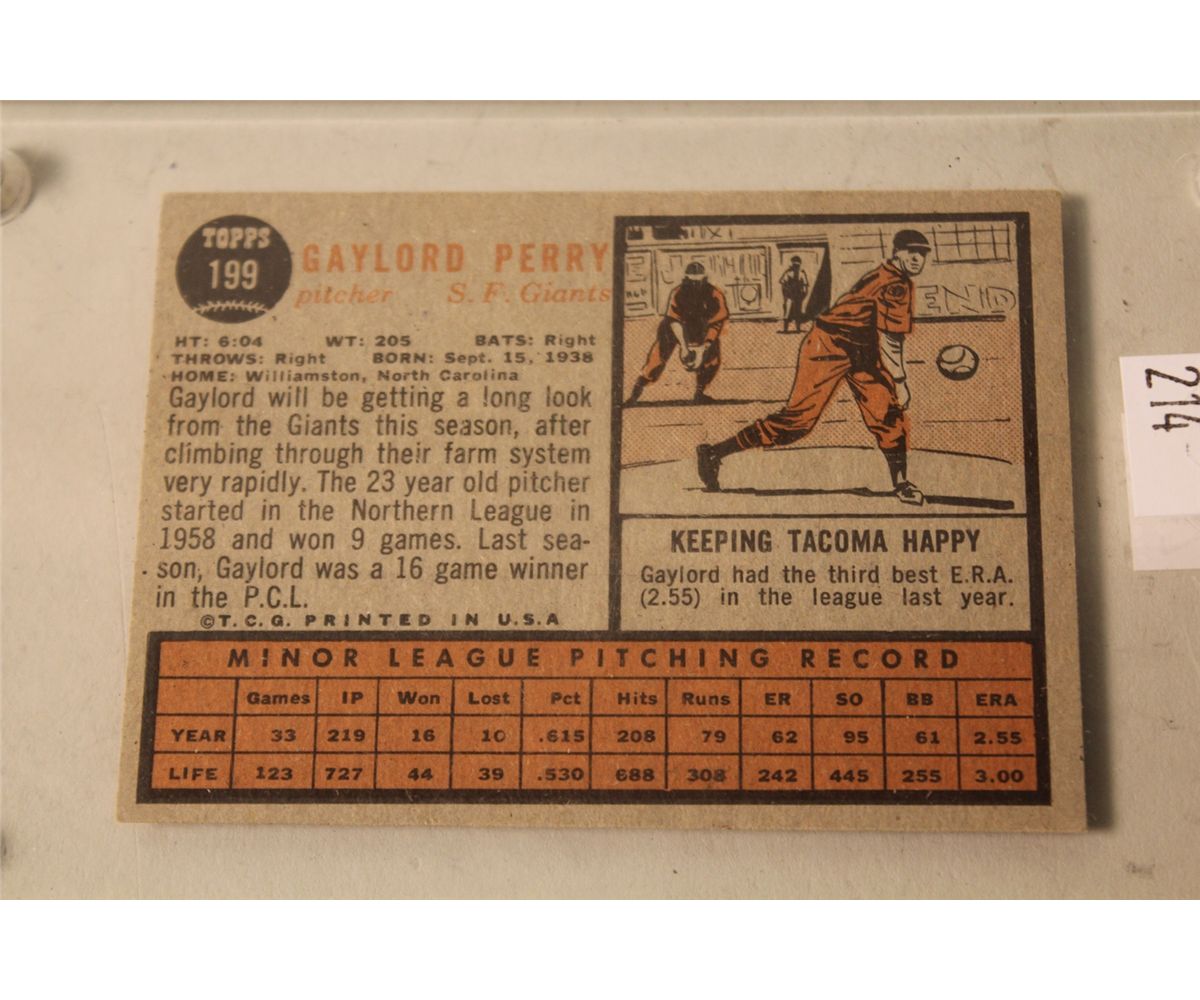 TOPPS
199
GAYLORD PERRY
pitcher S. F. Giants
HT: 6:04 WT: 205 BATS: Right
THROWS: Right BORN: Sept. 15, 1938
HOME: Williamston, North Carolina
Gaylord will be getting a long look
from the Giants this season, after
climbing through their farm system
very rapidly. The 23 year old pitcher
started in the Northern League in
1958 and won 9 games. Last sea-
son, Gaylord was a 16 game winner
in the P.C.L.
©T.C.G. PRINTED IN U.S.A
END
KEEPING TACOMA HAPPY
Gaylord had the third best E.R.A.
(2.55) in the league last year.
MINOR LEAGUE PITCHING RECORD
Games IP Won Lost Pct Hits Runs ER SO BB ERA
YEAR 33 219 16 10 .615 208 79 62 95 61 2.55
LIFE 123 727 44 39 .530 688 308 242 445 255 3.00
214